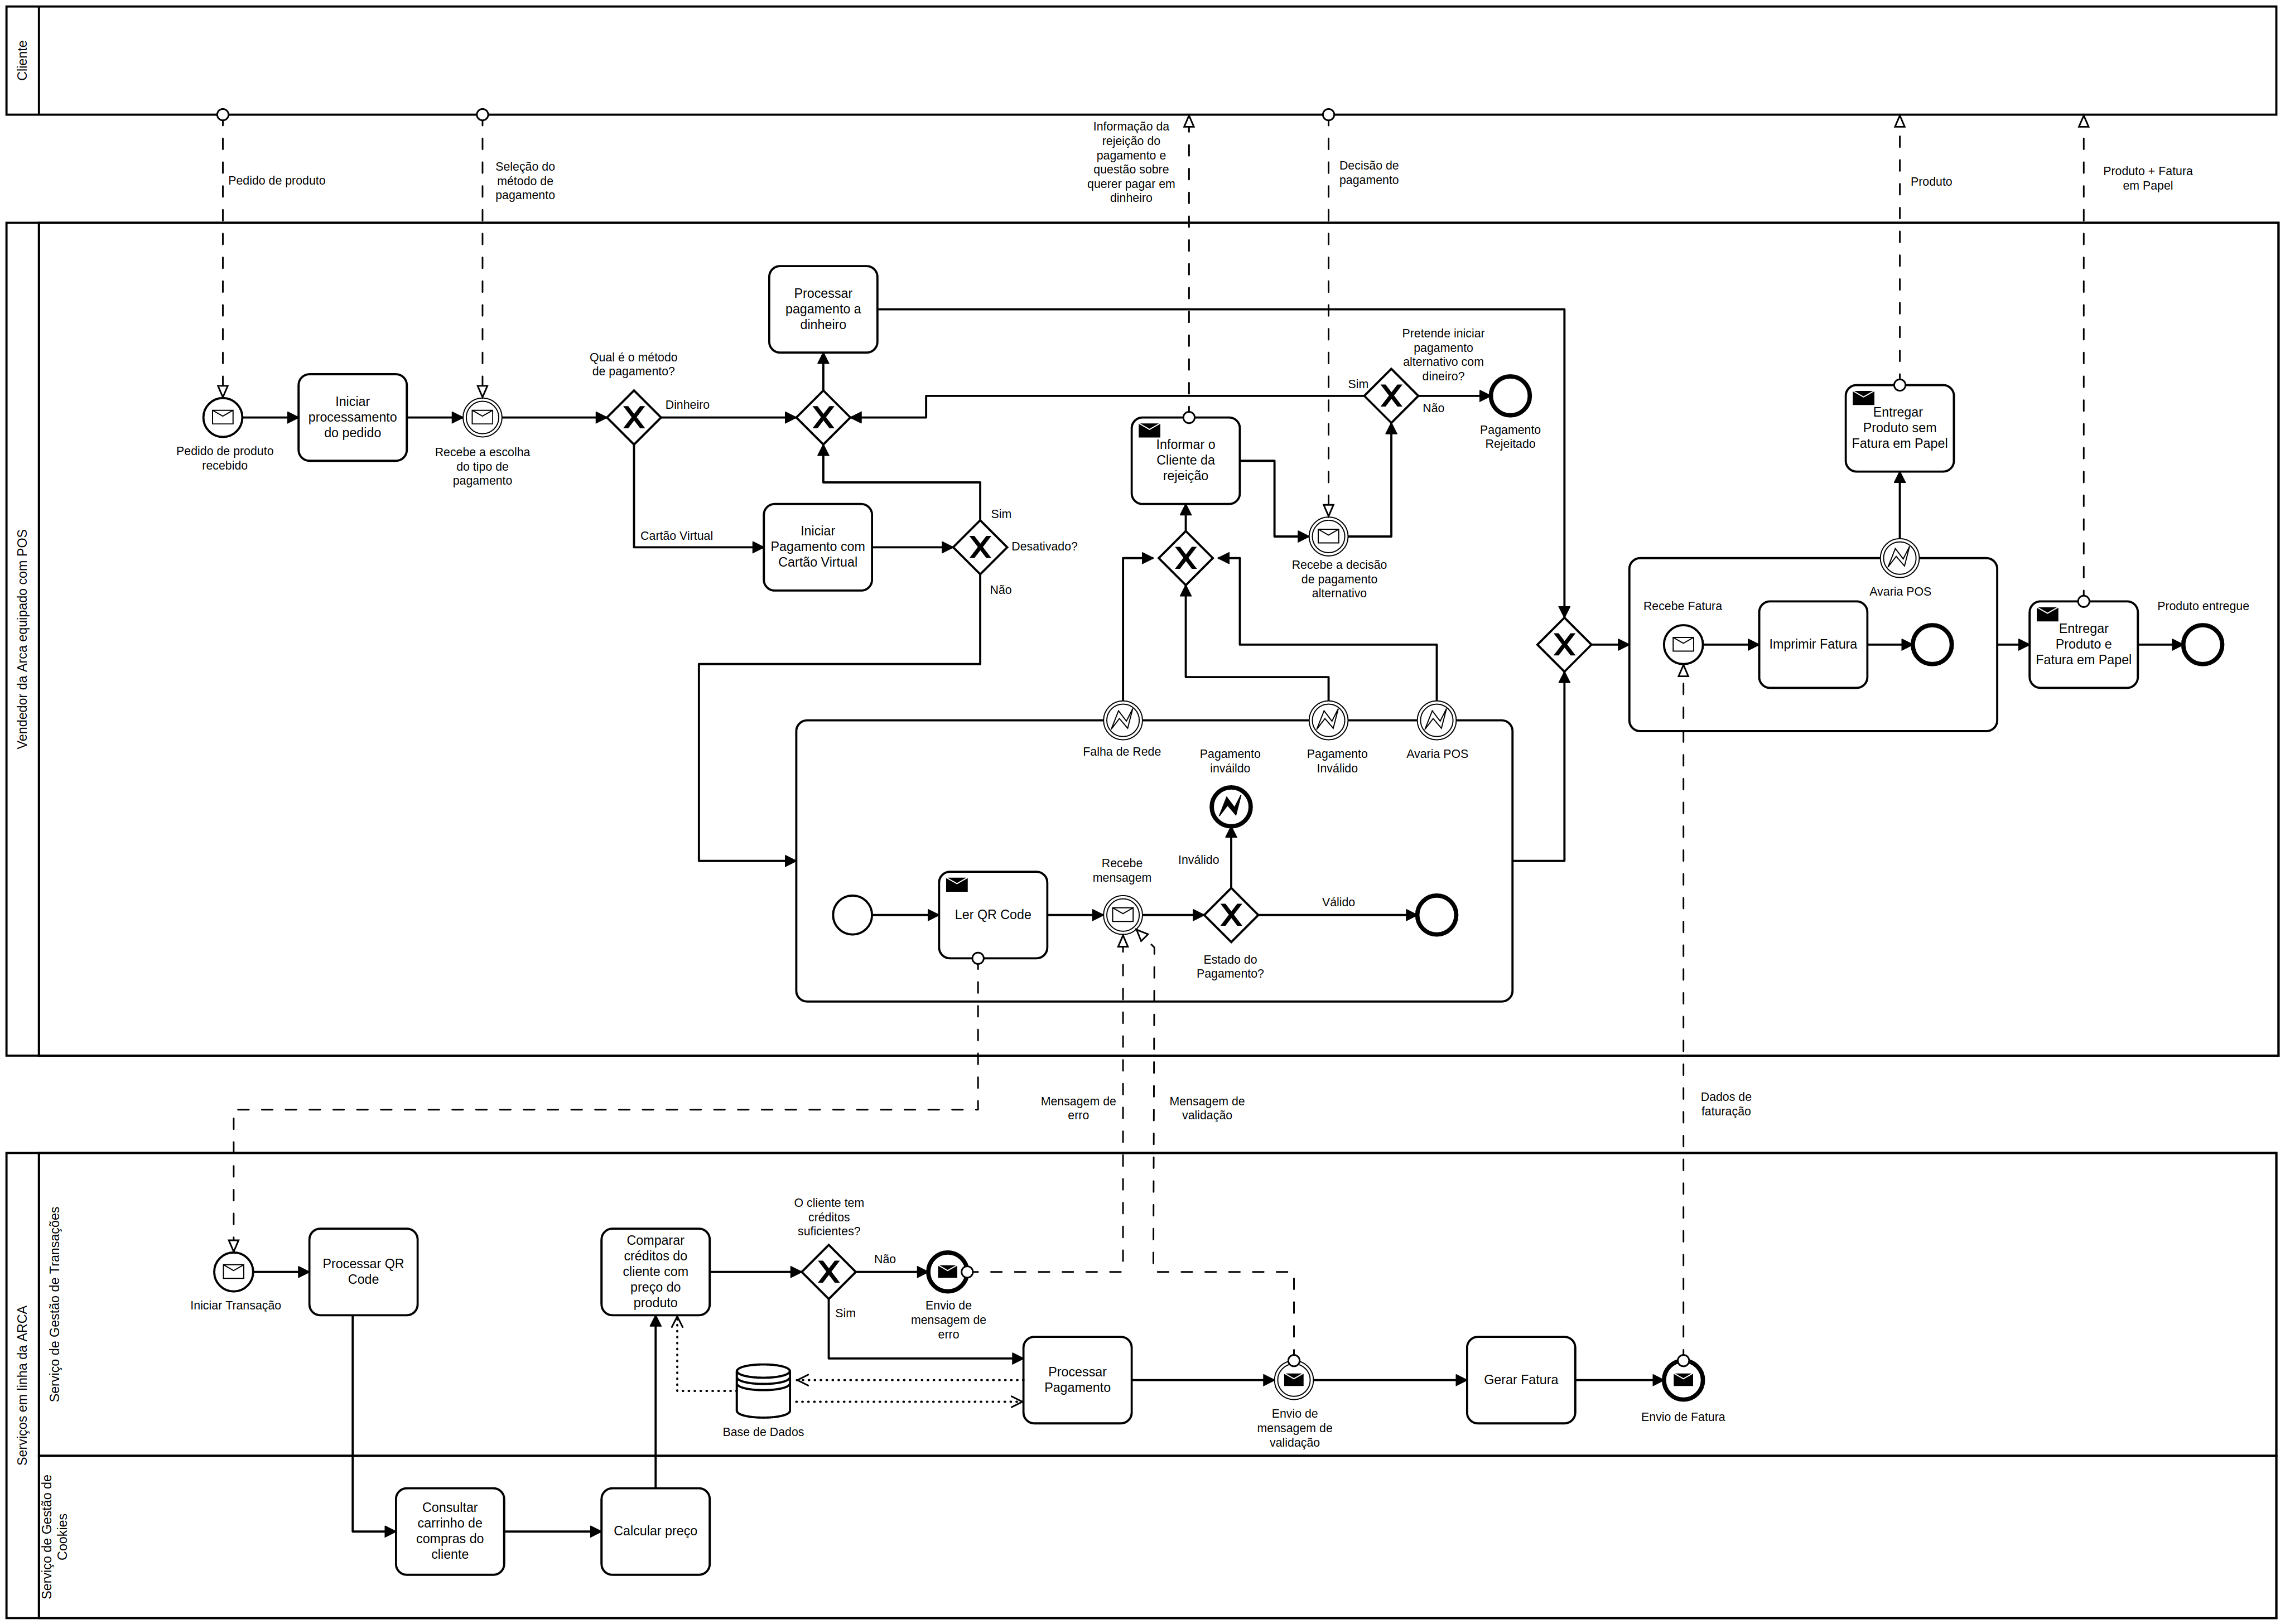 Cliente
Pedido de produto
Seleção do
método de
pagamento
Informação da
rejeição do
pagamento e
questão sobre
querer pagar em
dinheiro
Decisão de
pagamento
Produto
Produto + Fatura
em Papel
Vendedor da Arca equipado com POS
Pedido de produto
recebido
Iniciar
processamento
do pedido
Recebe a escolha
do tipo de
pagamento
Qual é o método
de pagamento?
Dinheiro
Cartão Virtual
Processar
pagamento a
dinheiro
Iniciar
Pagamento com
Cartão Virtual
Sim
Desativado?
Não
Informar o
Cliente da
rejeição
Recebe a decisão
de pagamento
alternativo
Pretende iniciar
pagamento
alternativo com
dineiro?
Sim
Não
Pagamento
Rejeitado
Falha de Rede
Pagamento
Inválido
Avaria POS
Pagamento
inváildo
Inválido
Ler QR Code
Recebe
mensagem
Estado do
Pagamento?
Válido
Recebe Fatura
Imprimir Fatura
Avaria POS
Entregar
Produto sem
Fatura em Papel
Entregar
Produto e
Fatura em Papel
Produto entregue
Mensagem de
erro
Mensagem de
validação
Dados de
faturação
Serviços em linha da ARCA
Serviço de Gestão de Transações
Iniciar Transação
Processar QR
Code
Comparar
créditos do
cliente com
preço do
produto
O cliente tem
créditos
suficientes?
Não
Sim
Envio de
mensagem de
erro
Base de Dados
Processar
Pagamento
Envio de
mensagem de
validação
Gerar Fatura
Envio de Fatura
Serviço de Gestão de
Cookies
Consultar
carrinho de
compras do
cliente
Calcular preço